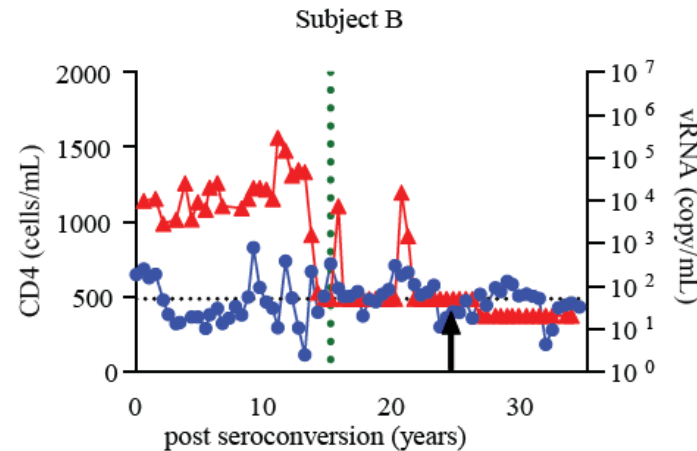 Subject B
2000
1500
1000
500
0
CD4 (cells/mL)
10 7
10 6
10 5
10 4
10 3
10 2
10 1
10 0
vRNA (copy/mL)
0 10 20 30
post seroconversion (years)